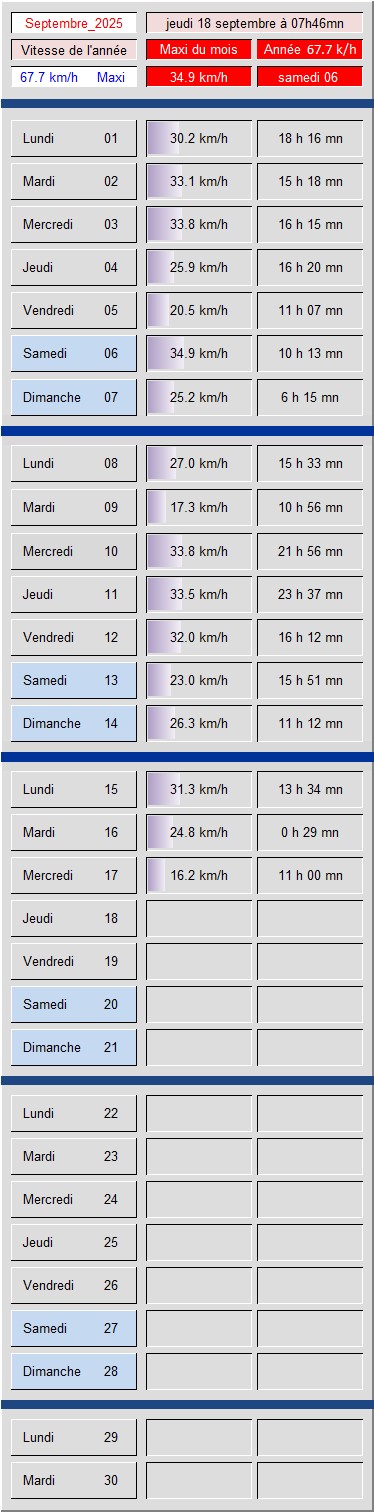 Septembre_2025 jeudi 18 septembre à 07h46mn
Vitesse de l'année Maxi du mois Année 67.7 k/h
67.7 km/h Maxi 34.9 km/h samedi 06
Lundi 01 30.2 km/h 18 h 16 mn
Mardi 02 33.1 km/h 15 h 18 mn
Mercredi 03 33.8 km/h 16 h 15 mn
Jeudi 04 25.9 km/h 16 h 20 mn
Vendredi 05 20.5 km/h 11 h 07 mn
Samedi 06 34.9 km/h 10 h 13 mn
Dimanche 07 25.2 km/h 6 h 15 mn
Lundi 08 27.0 km/h 15 h 33 mn
Mardi 09 17.3 km/h 10 h 56 mn
Mercredi 10 33.8 km/h 21 h 56 mn
Jeudi 11 33.5 km/h 23 h 37 mn
Vendredi 12 32.0 km/h 16 h 12 mn
Samedi 13 23.0 km/h 15 h 51 mn
Dimanche 14 26.3 km/h 11 h 12 mn
Lundi 15 31.3 km/h 13 h 34 mn
Mardi 16 24.8 km/h 0 h 29 mn
Mercredi 17 16.2 km/h 11 h 00 mn
Jeudi 18
Vendredi 19
Samedi 20
Dimanche 21
Lundi 22
Mardi 23
Mercredi 24
Jeudi 25
Vendredi 26
Samedi 27
Dimanche 28
Lundi 29
Mardi 30